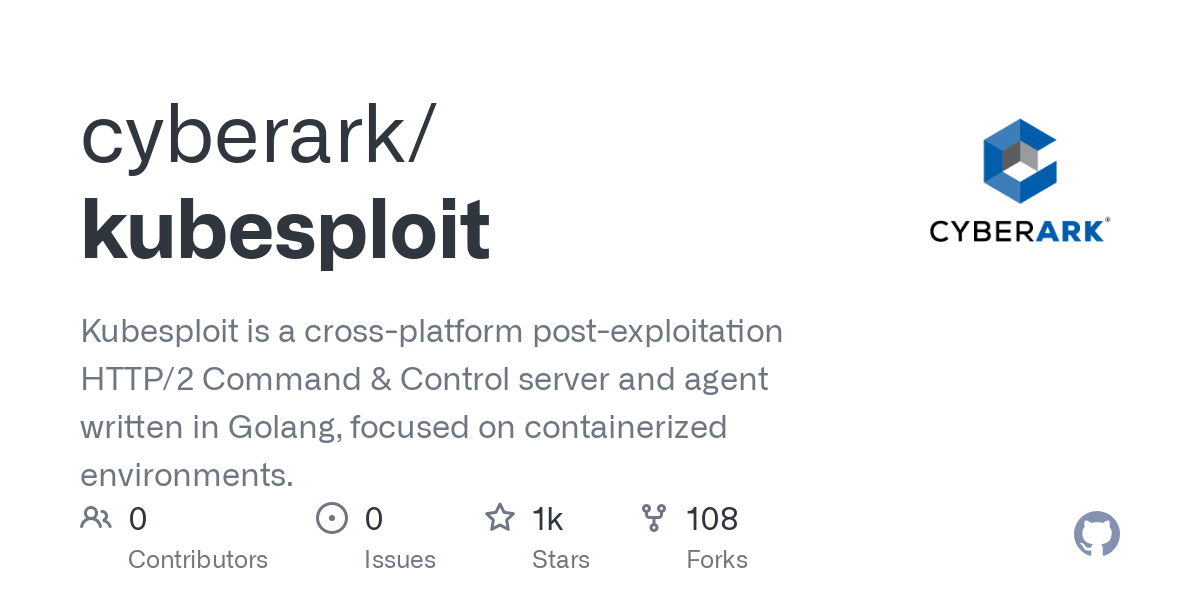 cyberark/
kubesploit
CYBERARK®
Kubesploit is a cross-platform post-exploitation
HTTP/2 Command & Control server and agent
written in Golang, focused on containerized
environments.
0
Contributors
0
Issues
1k
Stars
108
Forks